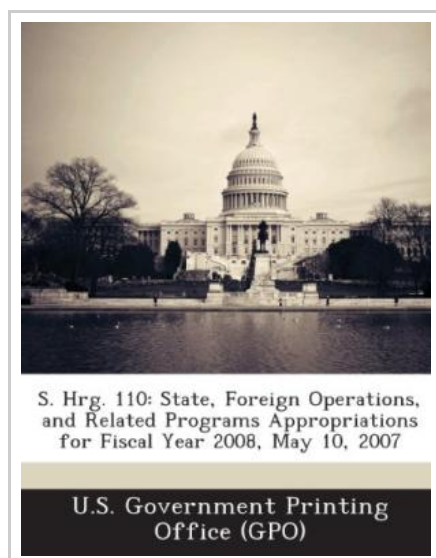 S. Hrg. 110: State, Foreign Operations,
and Related Programs Appropriations
for Fiscal Year 2008, May 10, 2007
U.S. Government Printing
Office (GPO)